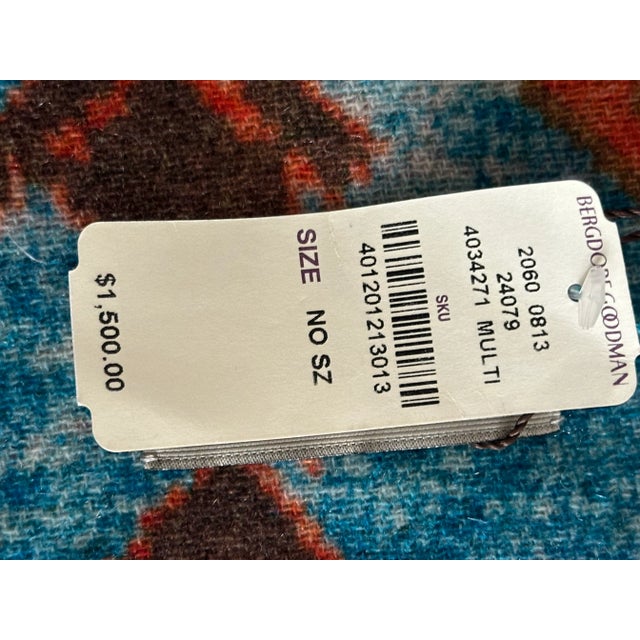 BERGDORF GOODMAN
2060 0813
24079
4034271 MULTI
SKU
401201213013
SIZE NO SZ
$1,500.00